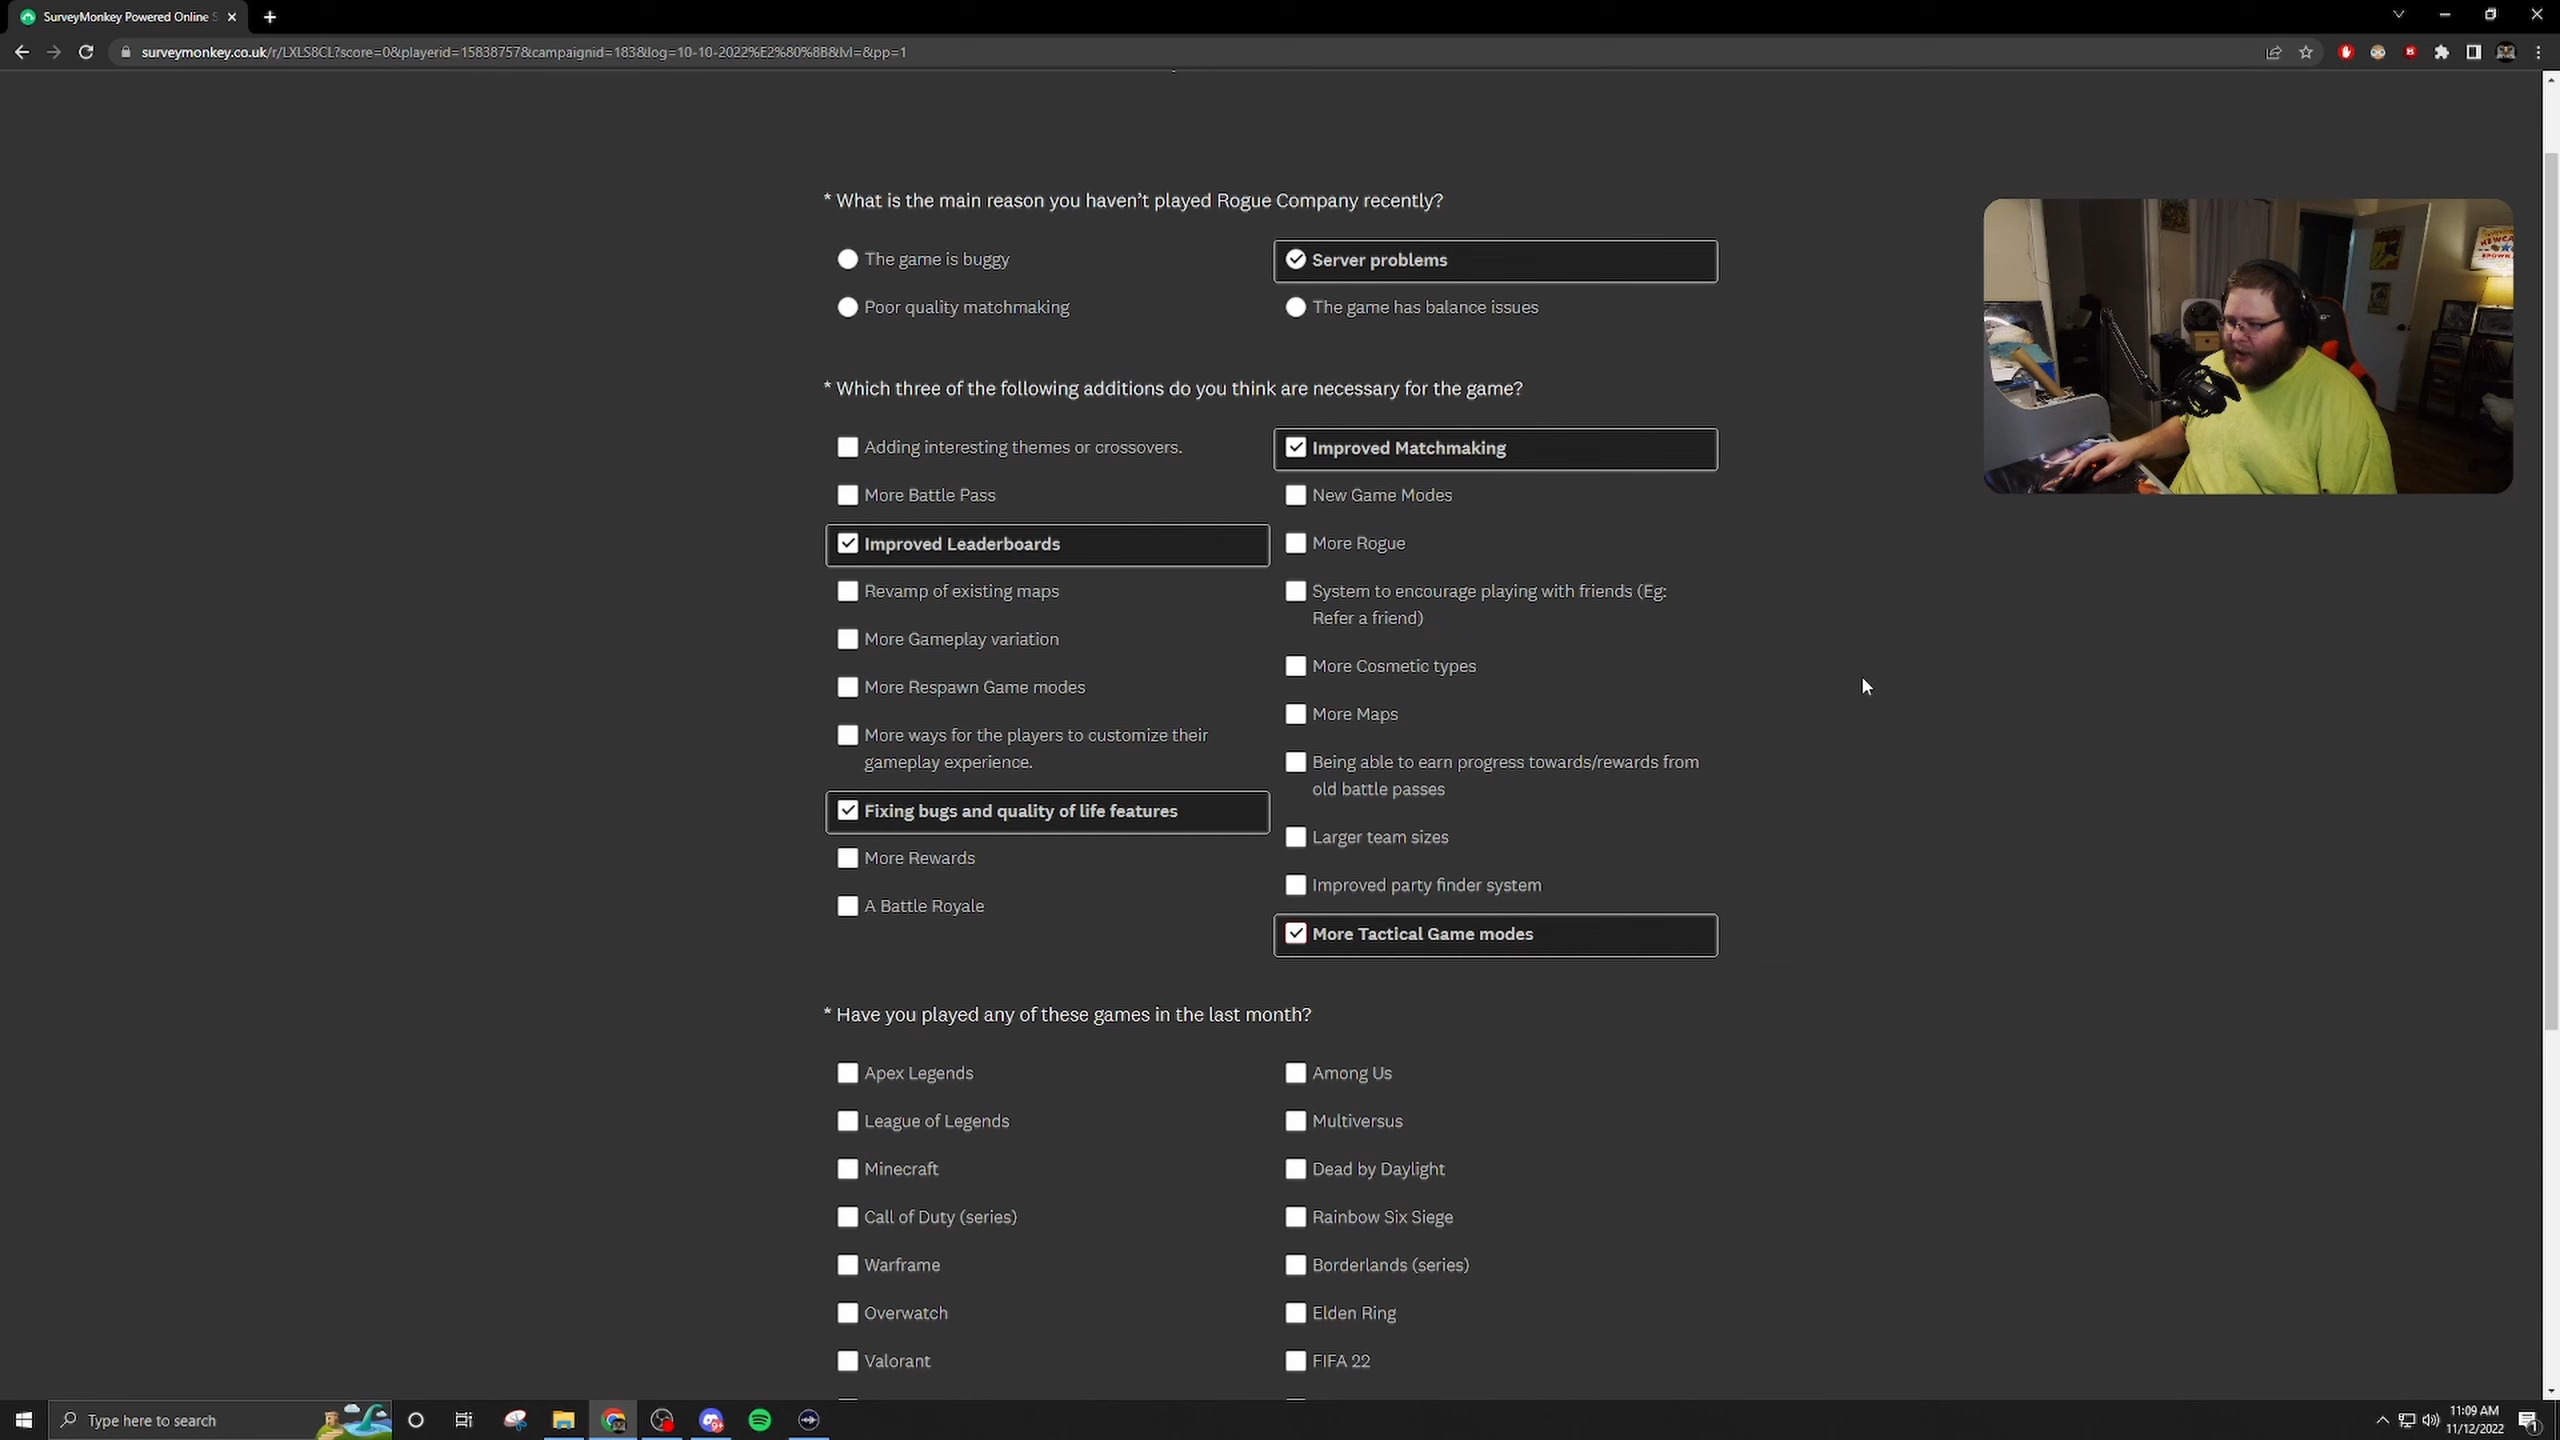 SurveyMonkey Powered Online S
surveymonkey.co.uk/r/LXLS8CL?score=0&playerid=15838757&campaignid=183&log=10-10-2022%E2%80%8B&lvl=&pp=1
* What is the main reason you haven’t played Rogue Company recently?
The game is buggy
Server problems
Poor quality matchmaking
The game has balance issues
* Which three of the following additions do you think are necessary for the game?
Adding interesting themes or crossovers.
Improved Matchmaking
More Battle Pass
New Game Modes
Improved Leaderboards
More Rogue
Revamp of existing maps
System to encourage playing with friends (Eg:
Refer a friend)
More Gameplay variation
More Cosmetic types
More Respawn Game modes
More Maps
More ways for the players to customize their
gameplay experience.
Being able to earn progress towards/rewards from
old battle passes
Fixing bugs and quality of life features
Larger team sizes
More Rewards
Improved party finder system
A Battle Royale
More Tactical Game modes
* Have you played any of these games in the last month?
Apex Legends
Among Us
League of Legends
Multiversus
Minecraft
Dead by Daylight
Call of Duty (series)
Rainbow Six Siege
Warframe
Borderlands (series)
Overwatch
Elden Ring
Valorant
FIFA 22
Type here to search
11:09 AM
11/12/2022